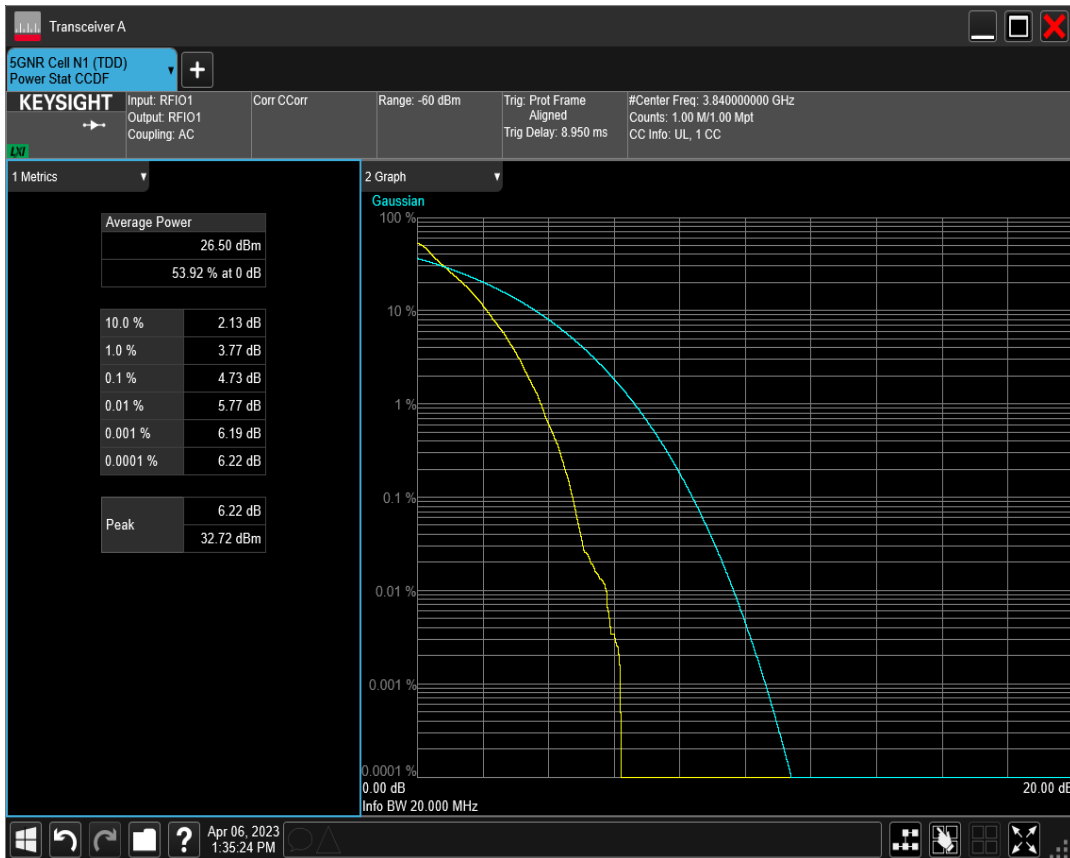 Transceiver A
5GNR Cell N1 (TDD)
Power Stat CCDF
+
KEYSIGHT
LXI
Input: RFIO1
Output: RFIO1
Coupling: AC
Corr CCorr
Range: -60 dBm
Trig: Prot Frame
Aligned
Trig Delay: 8.950 ms
#Center Freq: 3.840000000 GHz
Counts: 1.00 M/1.00 Mpt
CC Info: UL, 1 CC
1 Metrics
Average Power
26.50 dBm
53.92 % at 0 dB
10.0 % 2.13 dB
1.0 % 3.77 dB
0.1 % 4.73 dB
0.01 % 5.77 dB
0.001 % 6.19 dB
0.0001 % 6.22 dB
Peak 6.22 dB
32.72 dBm
2 Graph
Gaussian
100 %
10 %
1 %
0.1 %
0.01 %
0.001 %
0.0001 %
0.00 dB 20.00 dB
Info BW 20.000 MHz
? Apr 06, 2023
1:35:24 PM